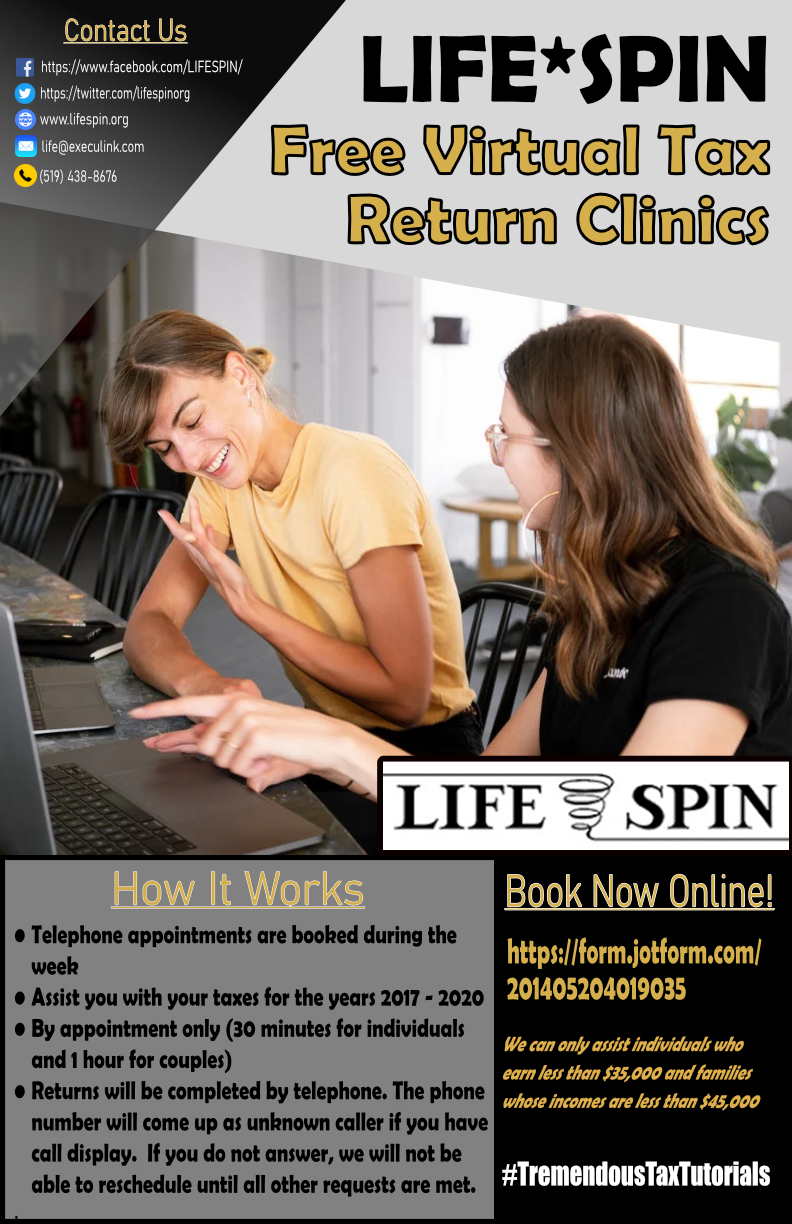 Contact Us
https://www.facebook.com/LIFESPIN/
https://twitter.com/lifespinorg
www.lifespin.org
life@execulink.com
(519) 438-8676
LIFE*SPIN
Free Virtual Tax
Return Clinics
LIFE SPIN
How It Works
• Telephone appointments are booked during the
week
• Assist you with your taxes for the years 2017 - 2020
• By appointment only (30 minutes for individuals
and 1 hour for couples)
• Returns will be completed by telephone. The phone
number will come up as unknown caller if you have
call display.  If you do not answer, we will not be
able to reschedule until all other requests are met.
Book Now Online!
https://form.jotform.com/
201405204019035
We can only assist individuals who
earn less than $35,000 and families
whose incomes are less than $45,000
#TremendousTaxTutorials